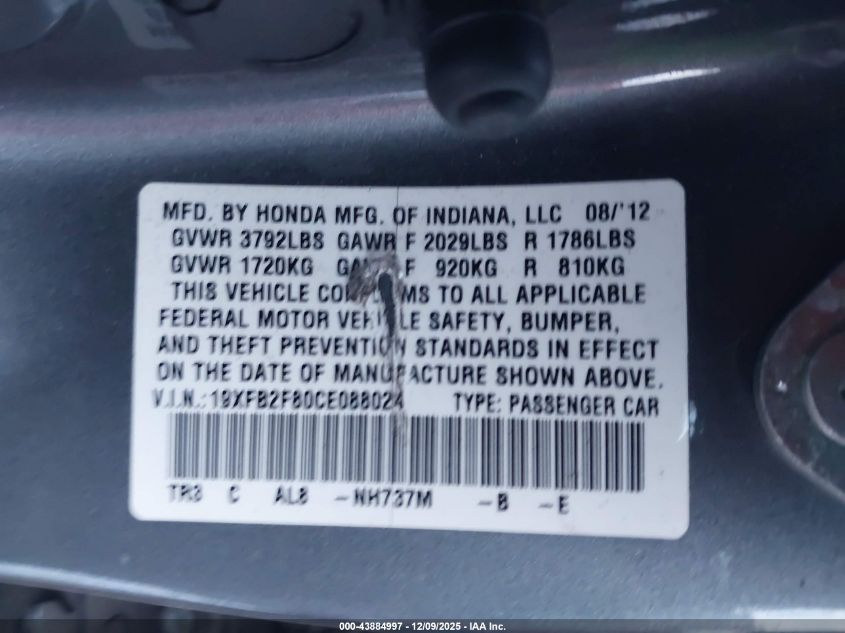 MFD. BY HONDA MFG. OF INDIANA, LLC 08/'12
GVWR 3792LBS GAWR F 2029LBS R 1786LBS
GVWR 1720KG F 920KG R 810KG
THIS VEHICLE TO ALL APPLICABLE
FEDERAL MOTOR VEHICLE SAFETY, BUMPER,
AND THEFT PREVENTION STANDARDS IN EFFECT
ON THE DATE OF MANUFACTURE SHOWN ABOVE.
V.I.N.: 19XFB2F80CE088024 TYPE: PASSENGER CAR
TR3 C AL8 -NH737M -B -E
000-43884997 - 12/09/2025 - IAA Inc.